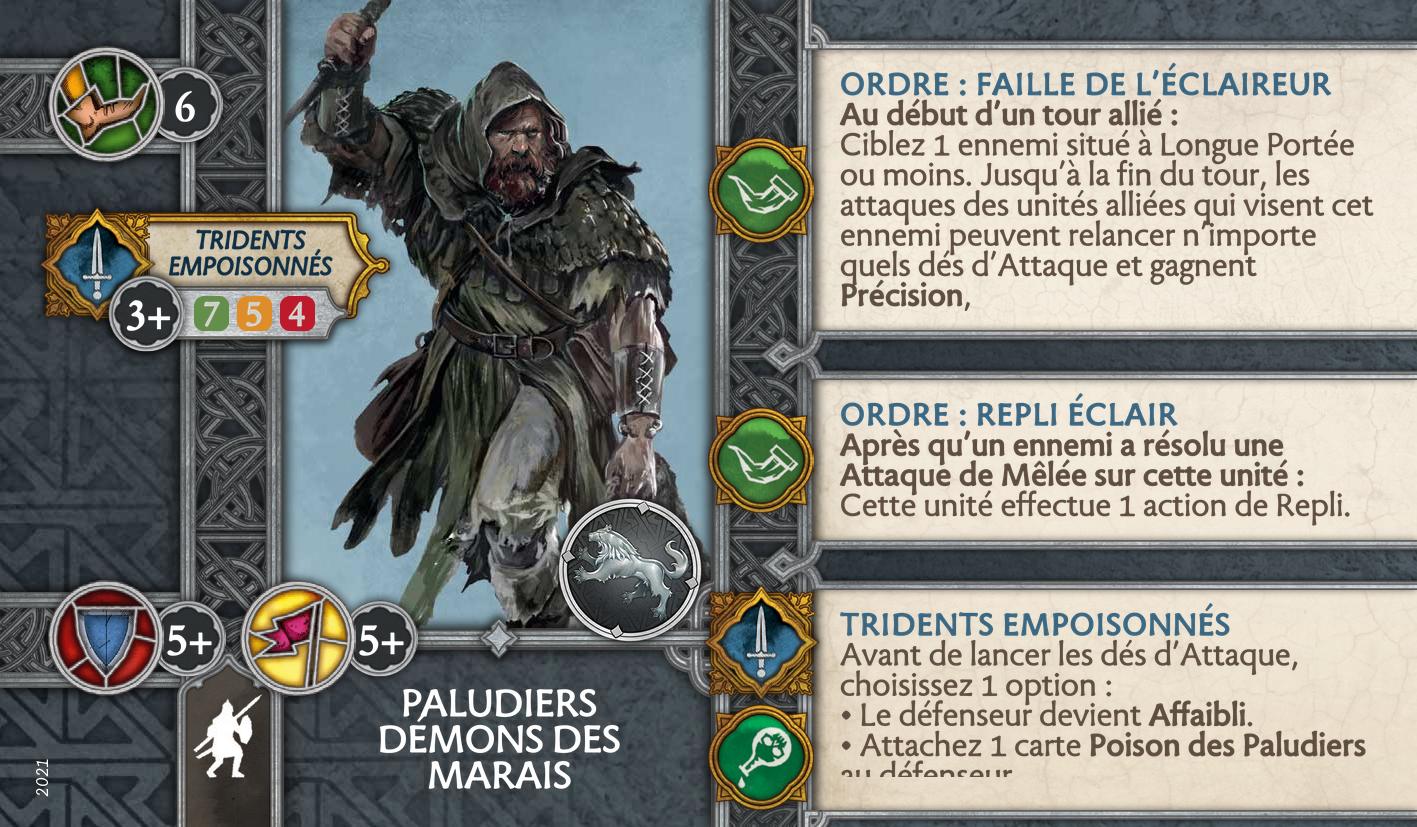 6
TRIDENTS
EMPOISONNÉS
3+ 7 5 4
5+ 5+
PALUDIERS
DÉMONS DES
MARAIS
2021
ORDRE : FAILLE DE L'ÉCLAIREUR
Au début d'un tour allié :
Ciblez 1 ennemi situé à Longue Portée
ou moins. Jusqu'à la fin du tour, les
attaques des unités alliées qui visent cet
ennemi peuvent relancer n'importe
quels dés d'Attaque et gagnent
Précision,
ORDRE : REPLI ÉCLAIR
Après qu'un ennemi a résolu une
Attaque de Mêlée sur cette unité :
Cette unité effectue 1 action de Repli.
TRIDENTS EMPOISONNÉS
Avant de lancer les dés d'Attaque,
choisissez 1 option :
• Le défenseur devient Affaibli.
• Attachez 1 carte Poison des Paludiers
au défenseur